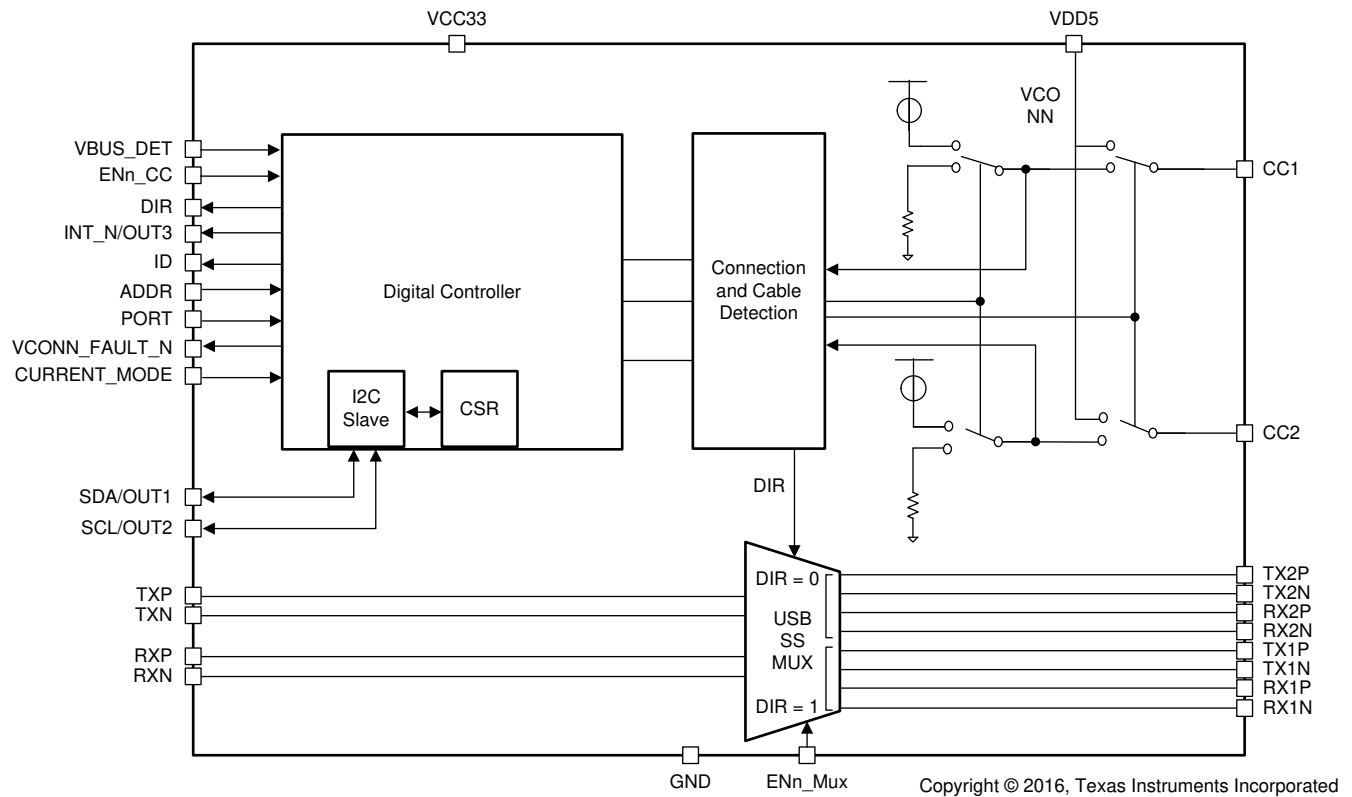 VCC33
VDD5
VCO
NN
VBUS_DET
ENn_CC
DIR
INT_N/OUT3
ID
ADDR
PORT
VCONN_FAULT_N
CURRENT_MODE
Digital Controller
I2C
Slave
CSR
Connection
and Cable
Detection
CC1
CC2
SDA/OUT1
SCL/OUT2
DIR
TXP
TXN
RXP
RXN
DIR = 0
USB
SS
MUX
DIR = 1
TX2P
TX2N
RX2P
RX2N
TX1P
TX1N
RX1P
RX1N
GND
ENn_Mux
Copyright © 2016, Texas Instruments Incorporated